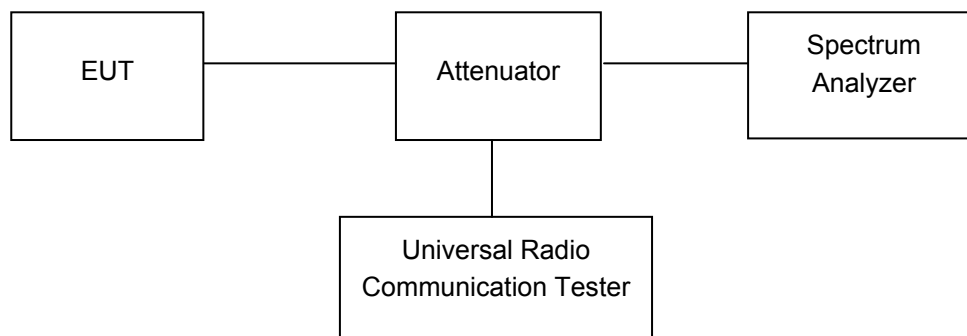 EUT
Attenuator
Spectrum
Analyzer
Universal Radio
Communication Tester